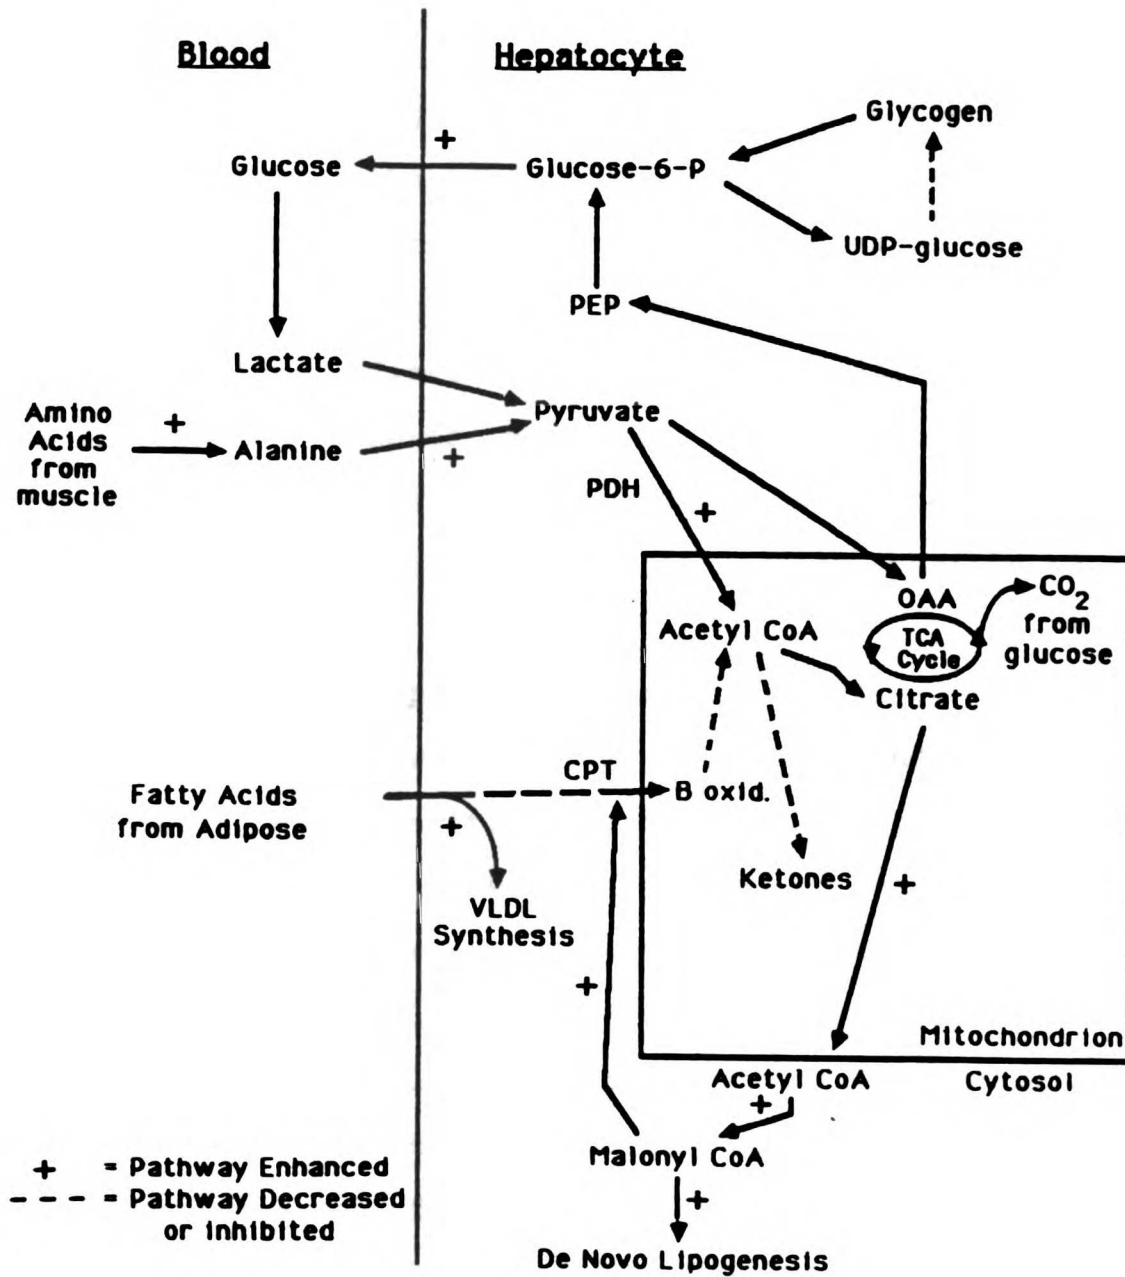 Blood
Hepatocyte
Glycogen
+
Glucose
Glucose-6-P
UDP-glucose
PEP
Lactate
Pyruvate
Amino
Acids
from
muscle
+
Alanine
+
PDH
+
OAA
CO2
from
glucose
TCA
Cycle
Acetyl CoA
Citrate
CPT
B oxid.
Fatty Acids
from Adipose
+
Ketones
+
VLDL
Synthesis
+
Mitochondrion
Acetyl CoA
Cytosol
+
Malonyl CoA
+ = Pathway Enhanced
- - - - = Pathway Decreased
or inhibited
+
De Novo Lipogenesis